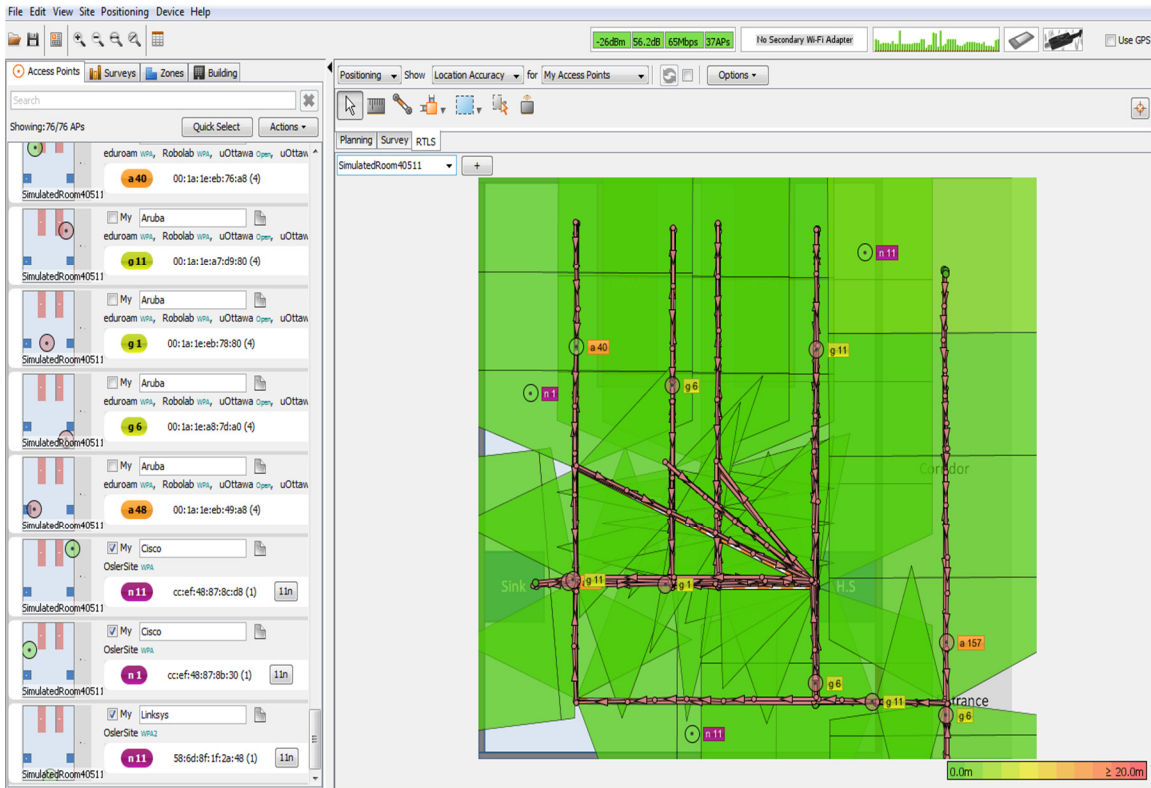 File Edit View Site Positioning Device Help
-26dBm 56.2dB 65Mbps 37APs No Secondary Wi-Fi Adapter Use GPS
Access Points Surveys Zones Building
Search
Showing:76/76 APs Quick Select Actions
eduroam WPA, Robolab WPA, uOttawa Open, uOttaw
a 40 00:1a:1e:eb:76:a8 (4)
SimulatedRoom40511
My Aruba
eduroam WPA, Robolab WPA, uOttawa Open, uOttaw
g 11 00:1a:1e:a7:d9:80 (4)
SimulatedRoom40511
My Aruba
eduroam WPA, Robolab WPA, uOttawa Open, uOttaw
g 1 00:1a:1e:eb:78:80 (4)
SimulatedRoom40511
My Aruba
eduroam WPA, Robolab WPA, uOttawa Open, uOttaw
g 6 00:1a:1e:a8:7d:a0 (4)
SimulatedRoom40511
My Aruba
eduroam WPA, Robolab WPA, uOttawa Open, uOttaw
a 48 00:1a:1e:eb:49:a8 (4)
SimulatedRoom40511
My Cisco
OslerSite WPA
n 11 cc:ef:48:87:8c:d8 (1) 11n
SimulatedRoom40511
My Cisco
OslerSite WPA
n 1 cc:ef:48:87:8b:30 (1) 11n
SimulatedRoom40511
My Linksys
OslerSite WPA2
n 11 58:6d:8f:1f:2a:48 (1) 11n
SimulatedRoom40511
Positioning Show Location Accuracy for My Access Points Options
Planning Survey RTLS
SimulatedRoom40511 +
n 11
a 40
g 11
g 6
n 1
Corridor
Sink
g 11
g 1
H.S
a 157
g 6
g 11
trance
g 6
n 11
0.0m ≥ 20.0m